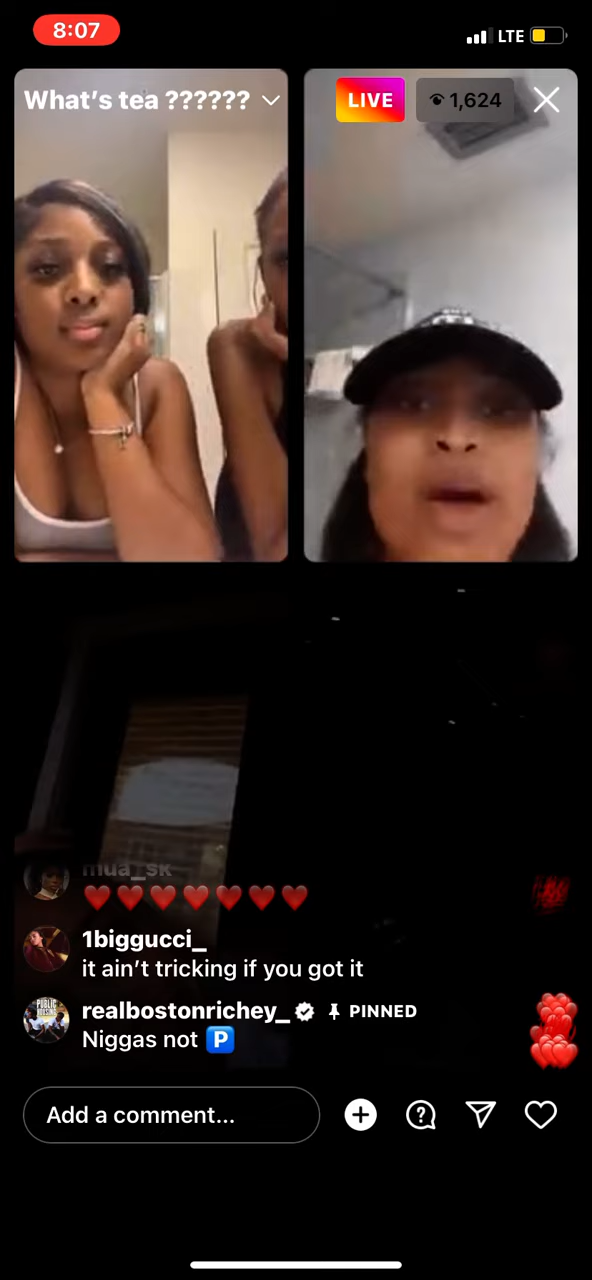 8:07
LTE
What’s tea ??????
LIVE
1,624
mua_sk
❤️❤️❤️❤️❤️❤️❤️
1biggucci_
it ain’t tricking if you got it
realbostonrichey_ PINNED
Niggas not 🅿️
Add a comment...